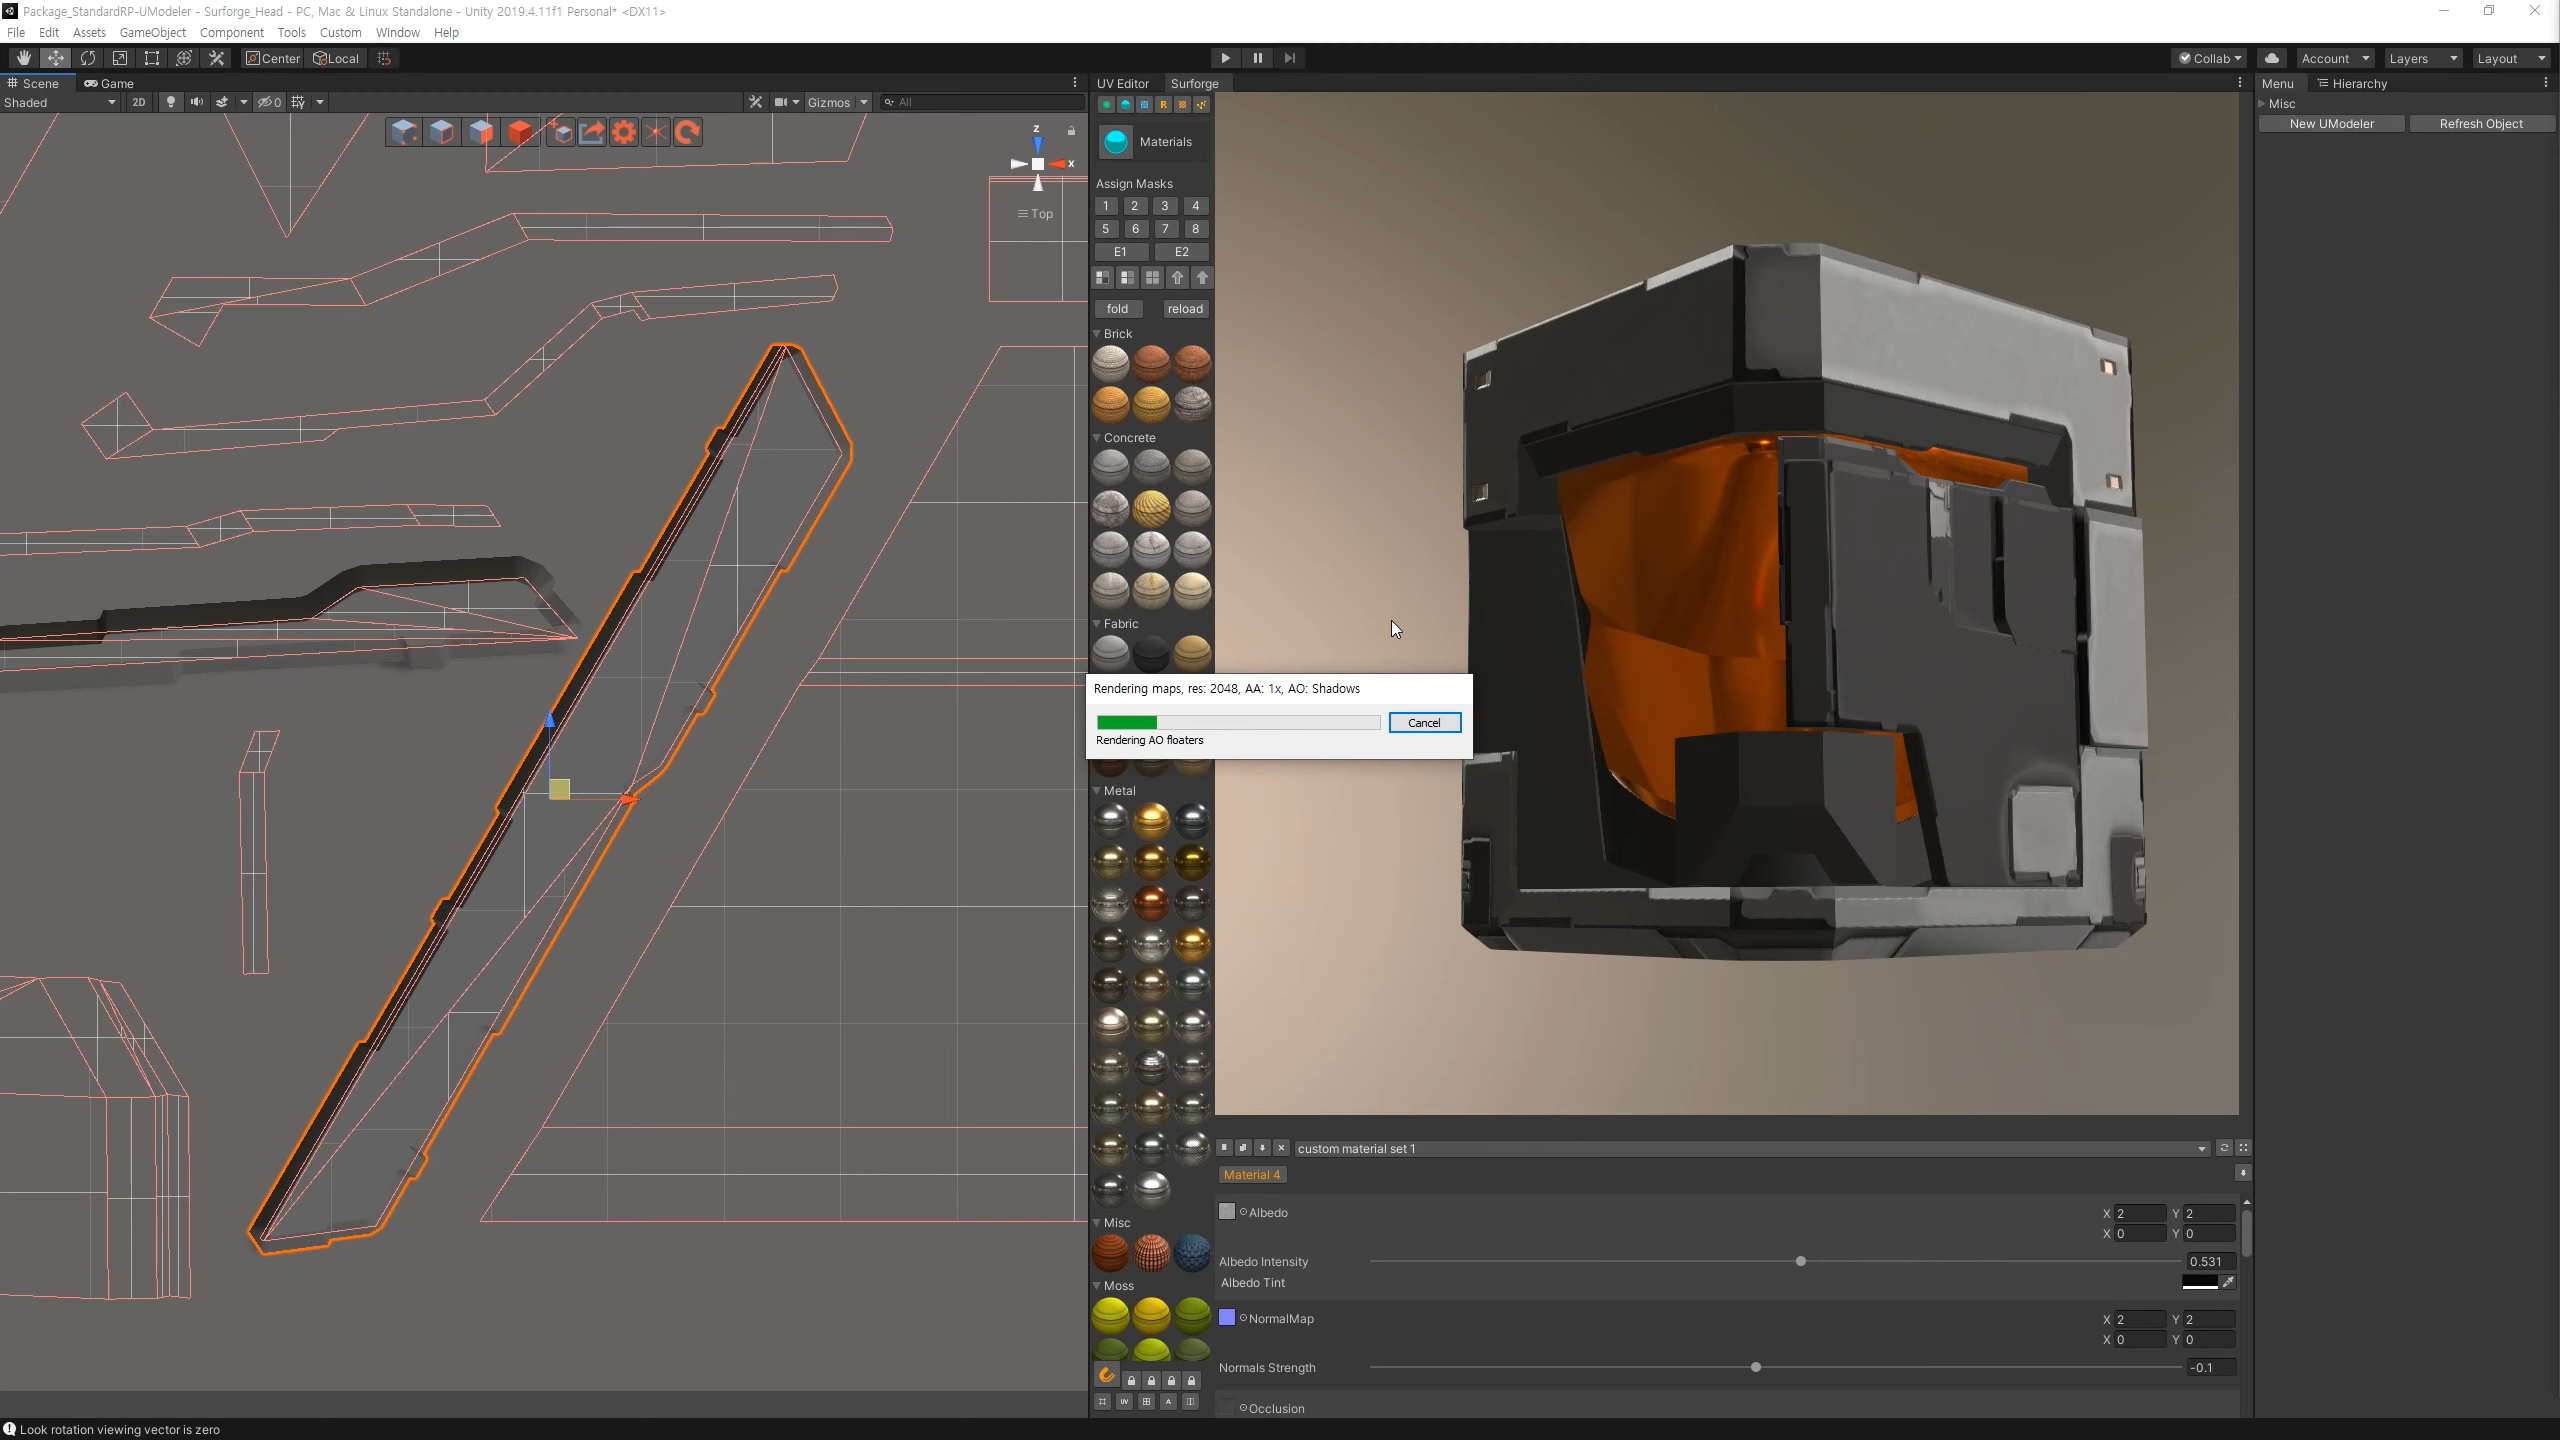 Package_StandardRP-UModeler - Surforge_Head - PC, Mac & Linux Standalone - Unity 2019.4.11f1 Personal* <DX11>
File Edit Assets GameObject Component Tools Custom Window Help
Center Local Collab Account Layers Layout
Scene Game UV Editor Surforge Menu Hierarchy
Shaded 2D 0 Gizmos All
Misc
New UModeler Refresh Object
R
Materials
z
x
Top
Assign Masks
1 2 3 4
5 6 7 8
E1 E2
fold reload
Brick
Concrete
Fabric
Rendering maps, res: 2048, AA: 1x, AO: Shadows
Cancel
Rendering AO floaters
Metal
Misc
Moss
UV A
custom material set 1
Material 4
Albedo X 2 Y 2
X 0 Y 0
Albedo Intensity 0.531
Albedo Tint
NormalMap X 2 Y 2
X 0 Y 0
Normals Strength -0.1
Occlusion
Look rotation viewing vector is zero